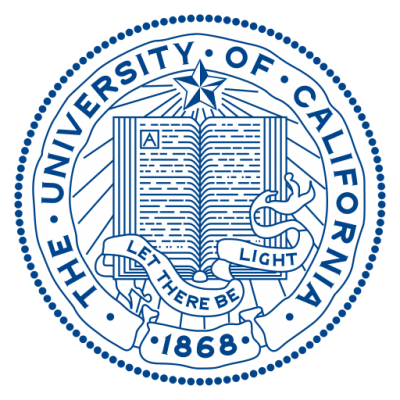 · THE · UNIVERSITY · OF · CALIFORNIA ·
A
LET THERE BE LIGHT
· 1868 ·